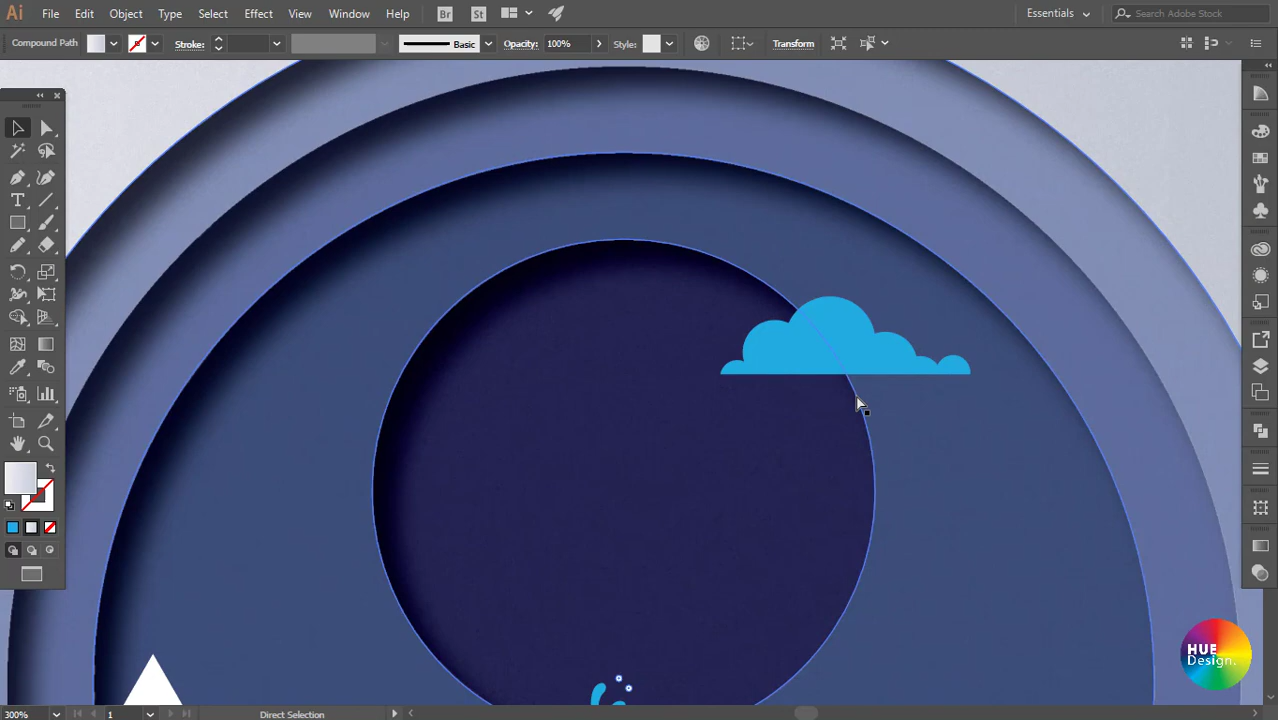 Ai File Edit Object Type Select Effect View Window Help Br St Essentials Search Adobe Stock
Compound Path Stroke: Basic Opacity: 100% Style: Transform
T
HUE
Design.
300% 1 Direct Selection